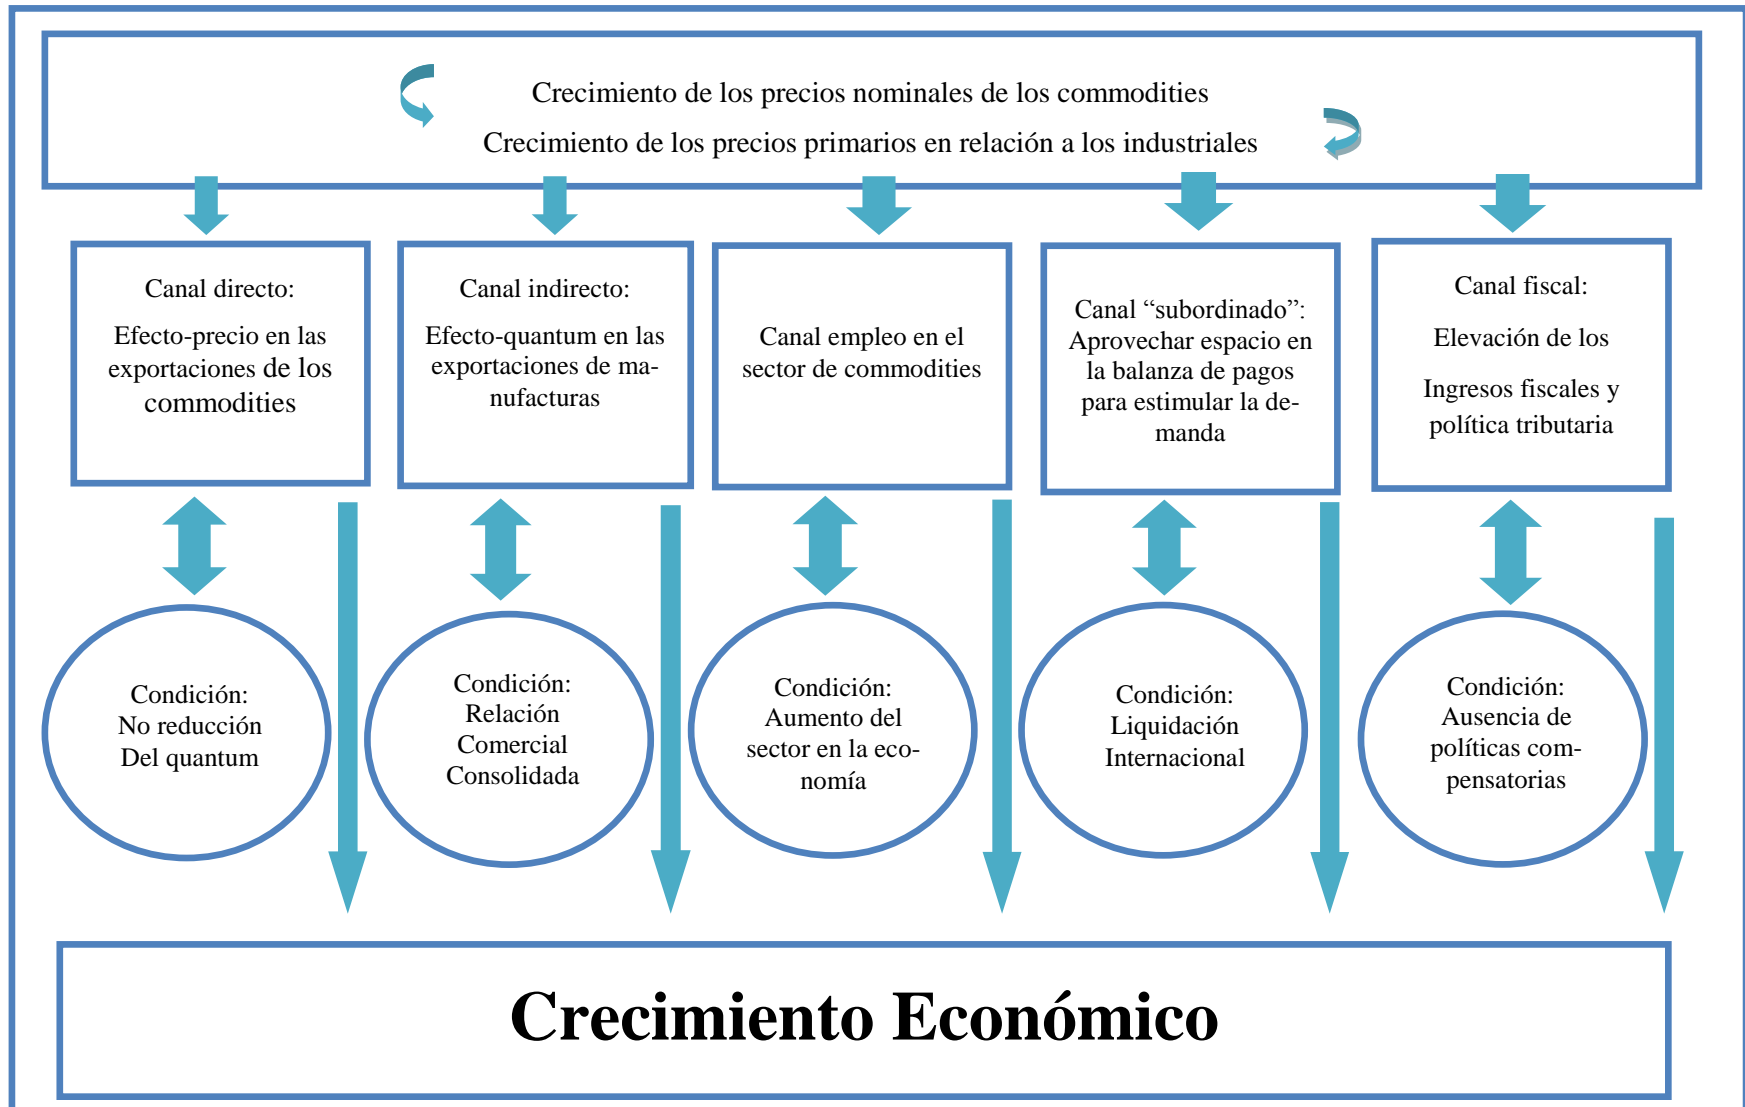 Crecimiento de los precios nominales de los commodities
Crecimiento de los precios primarios en relación a los industriales
Canal directo:
Efecto-precio en las
exportaciones de los
commodities
Canal indirecto:
Efecto-quantum en las
exportaciones de ma-
nufacturas
Canal empleo en el
sector de commodities
Canal “subordinado”:
Aprovechar espacio en
la balanza de pagos
para estimular la de-
manda
Canal fiscal:
Elevación de los
Ingresos fiscales y
política tributaria
Condición:
No reducción
Del quantum
Condición:
Relación
Comercial
Consolidada
Condición:
Aumento del
sector en la eco-
nomía
Condición:
Liquidación
Internacional
Condición:
Ausencia de
políticas com-
pensatorias
Crecimiento Económico